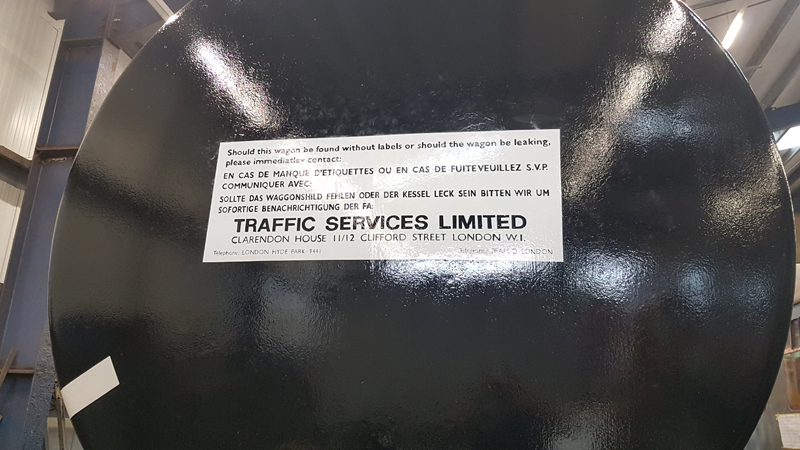 Should this wagon be found without labels or should the wagon be leaking,
please immediatley contact:
EN CAS DE MANQUE D'ETIQUETTES OU EN CAS DE FUITEVEUILLEZ S.V.P.
COMMUNIQUER AVEC:
SOLLTE DAS WAGGONSHILD FEHLEN ODER DER KESSEL LECK SEIN BITTEN WIR UM
SOFORTIGE BENACHRICHTIGUNG DER FA:
TRAFFIC SERVICES LIMITED
CLARENDON HOUSE 11/12 CLIFFORD STREET LONDON W.1.
Telephone: LONDON HYDE PARK 9441
LONDON